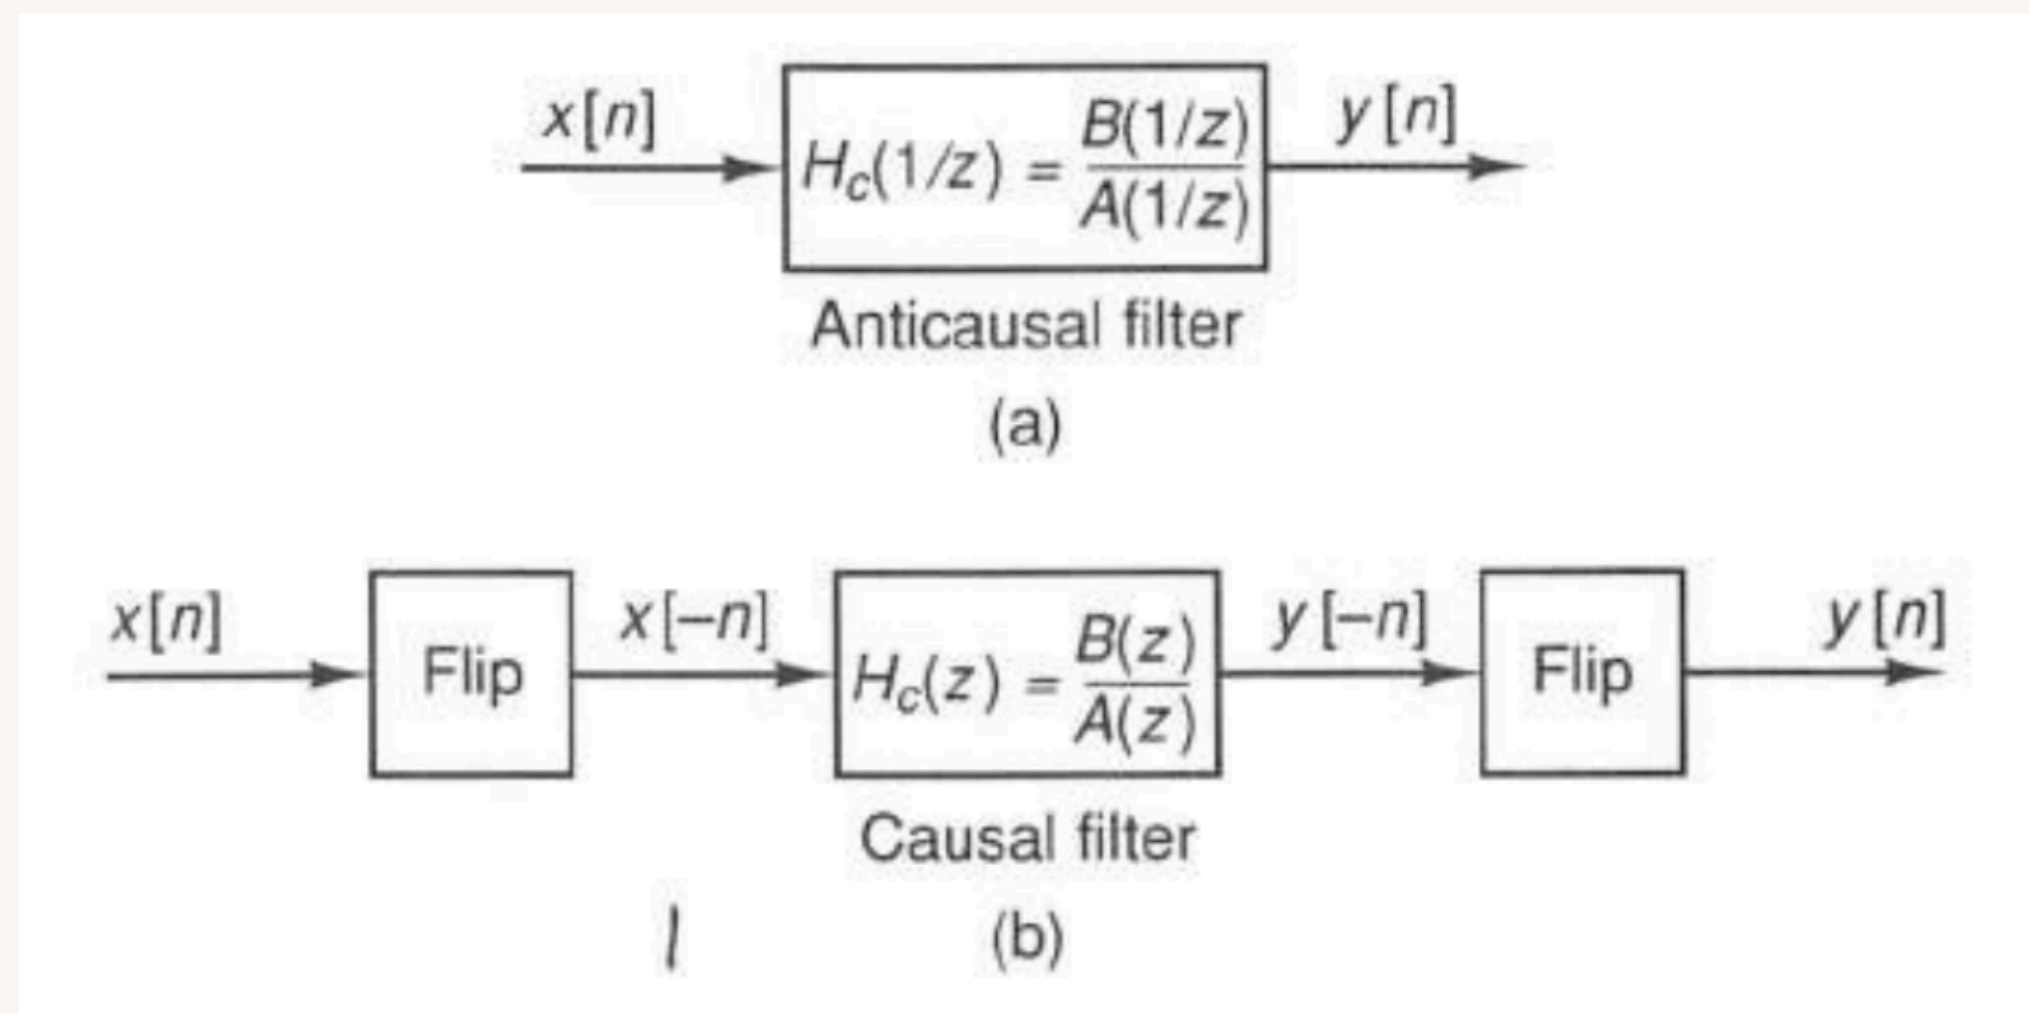 x[n]
H_c(1/z) = B(1/z)/A(1/z)
y[n]
Anticausal filter
(a)
x[n]
Flip
x[–n]
H_c(z) = B(z)/A(z)
y[–n]
Flip
y[n]
Causal filter
(b)